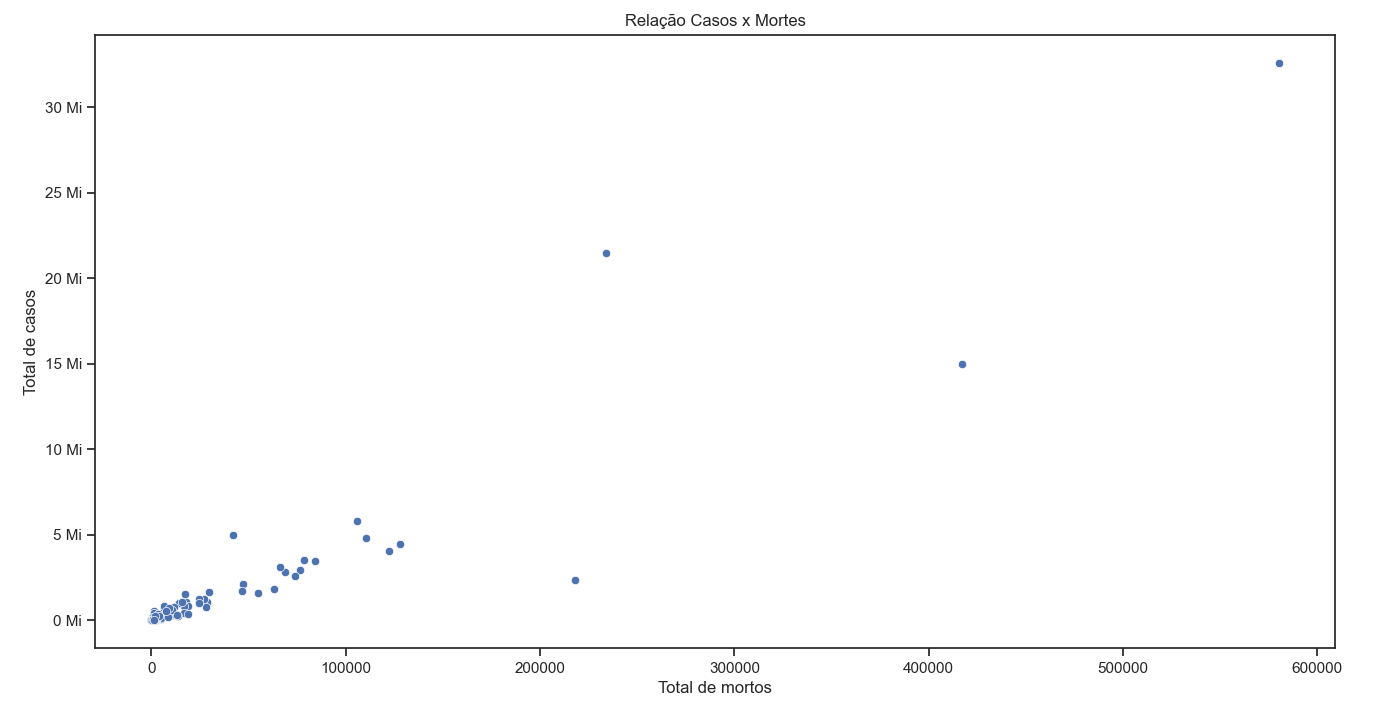 Relação Casos x Mortes
Total de casos
30 Mi
25 Mi
20 Mi
15 Mi
10 Mi
5 Mi
0 Mi
0
100000
200000
300000
400000
500000
600000
Total de mortos